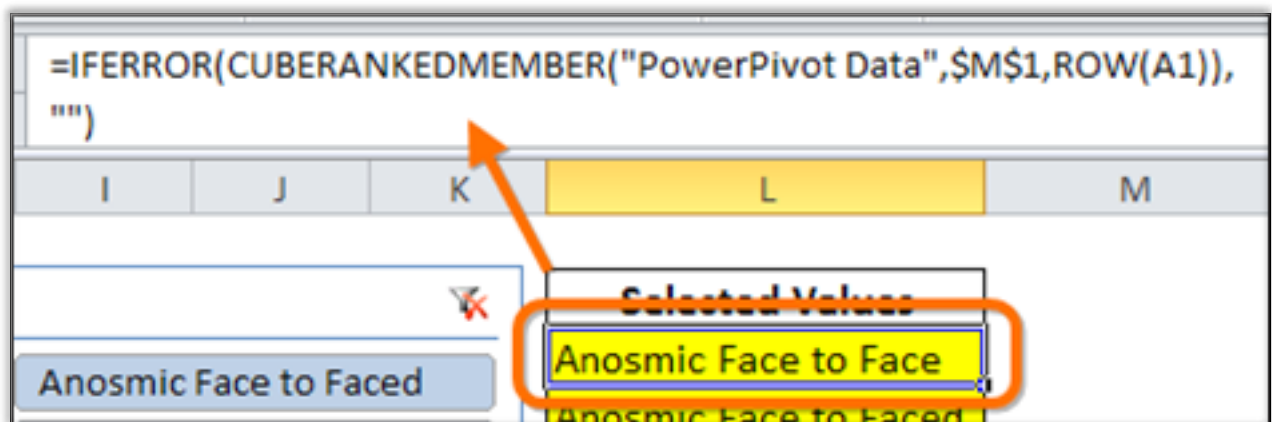 =IFERROR(CUBERANKEDMEMBER("PowerPivot Data",$M$1,ROW(A1)),
"")
I J K L M
Selected Values
Anosmic Face to Face
Anosmic Face to Faced
Anosmic Face to Faced